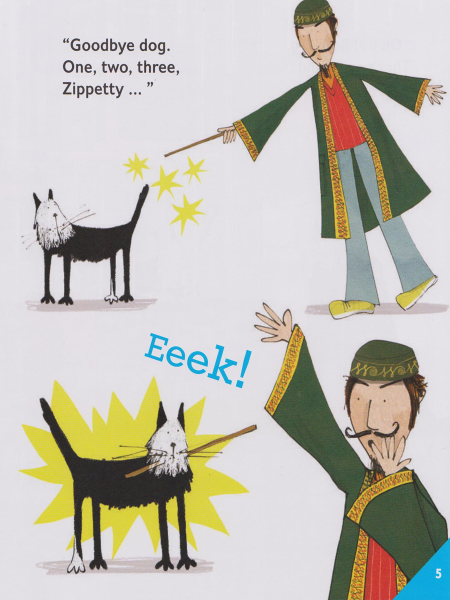 “Goodbye dog.
One, two, three,
Zippetty ... ”
Eeek!
5